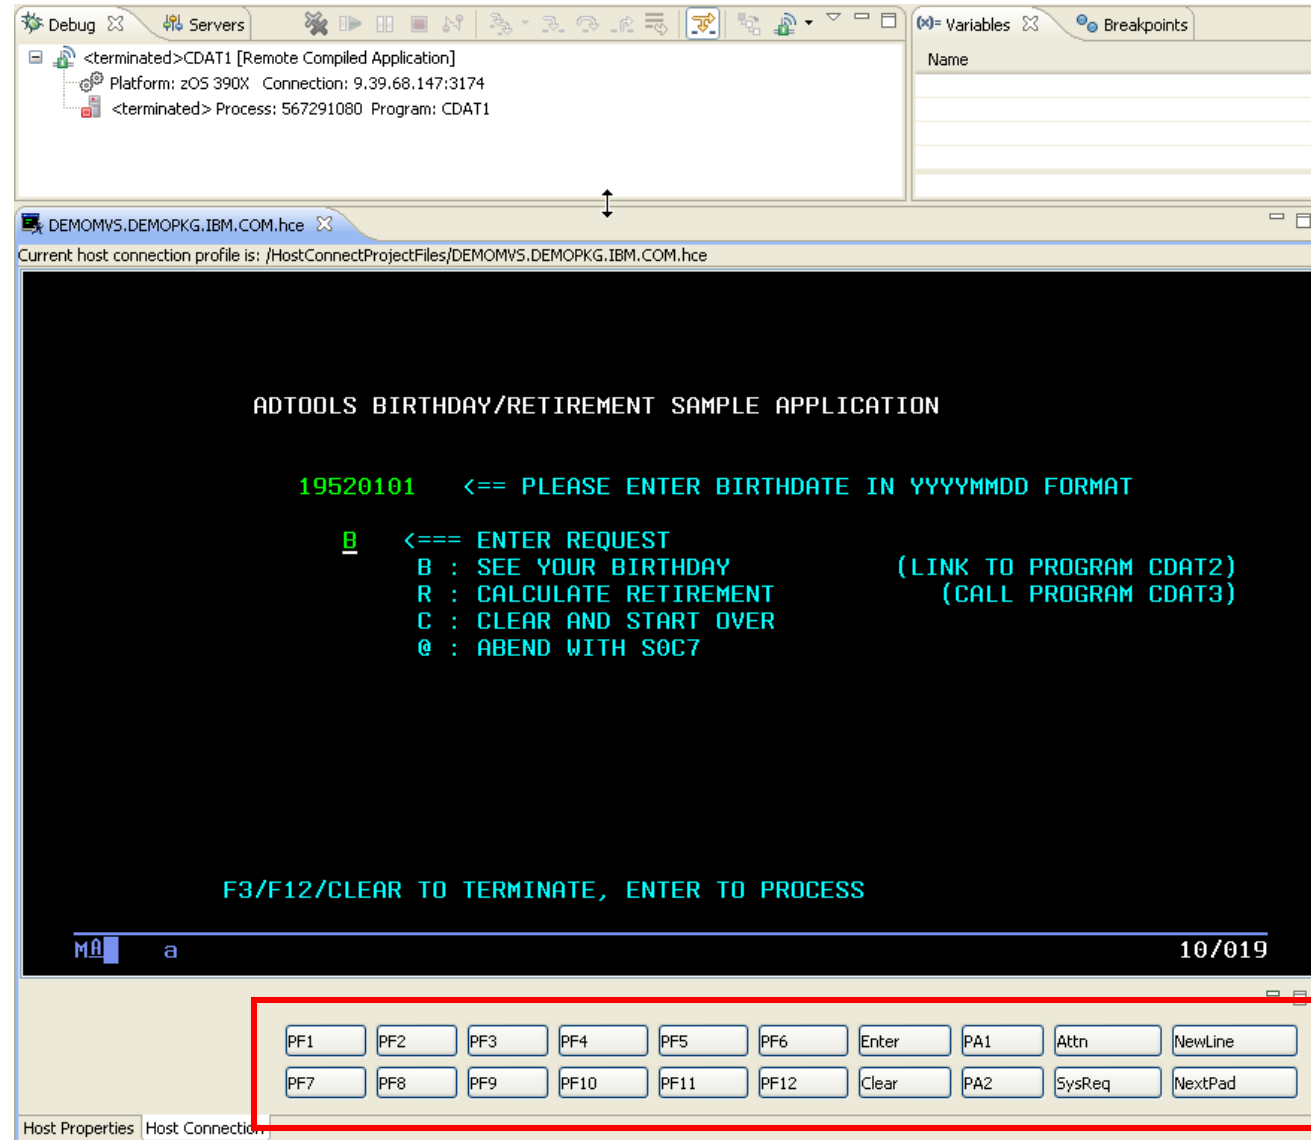 Debug Servers (x)= Variables Breakpoints
<terminated>CDAT1 [Remote Compiled Application]
Name
Platform: zOS 390X Connection: 9.39.68.147:3174
<terminated> Process: 567291080 Program: CDAT1
DEMOMVS.DEMOPKG.IBM.COM.hce
Current host connection profile is: /HostConnectProjectFiles/DEMOMVS.DEMOPKG.IBM.COM.hce
ADTOOLS BIRTHDAY/RETIREMENT SAMPLE APPLICATION
19520101 <== PLEASE ENTER BIRTHDATE IN YYYYMMDD FORMAT
B <=== ENTER REQUEST
B : SEE YOUR BIRTHDAY (LINK TO PROGRAM CDAT2)
R : CALCULATE RETIREMENT (CALL PROGRAM CDAT3)
C : CLEAR AND START OVER
@ : ABEND WITH S0C7
F3/F12/CLEAR TO TERMINATE, ENTER TO PROCESS
MA a 10/019
PF1 PF2 PF3 PF4 PF5 PF6 Enter PA1 Attn NewLine
PF7 PF8 PF9 PF10 PF11 PF12 Clear PA2 SysReq NextPad
Host Properties Host Connection